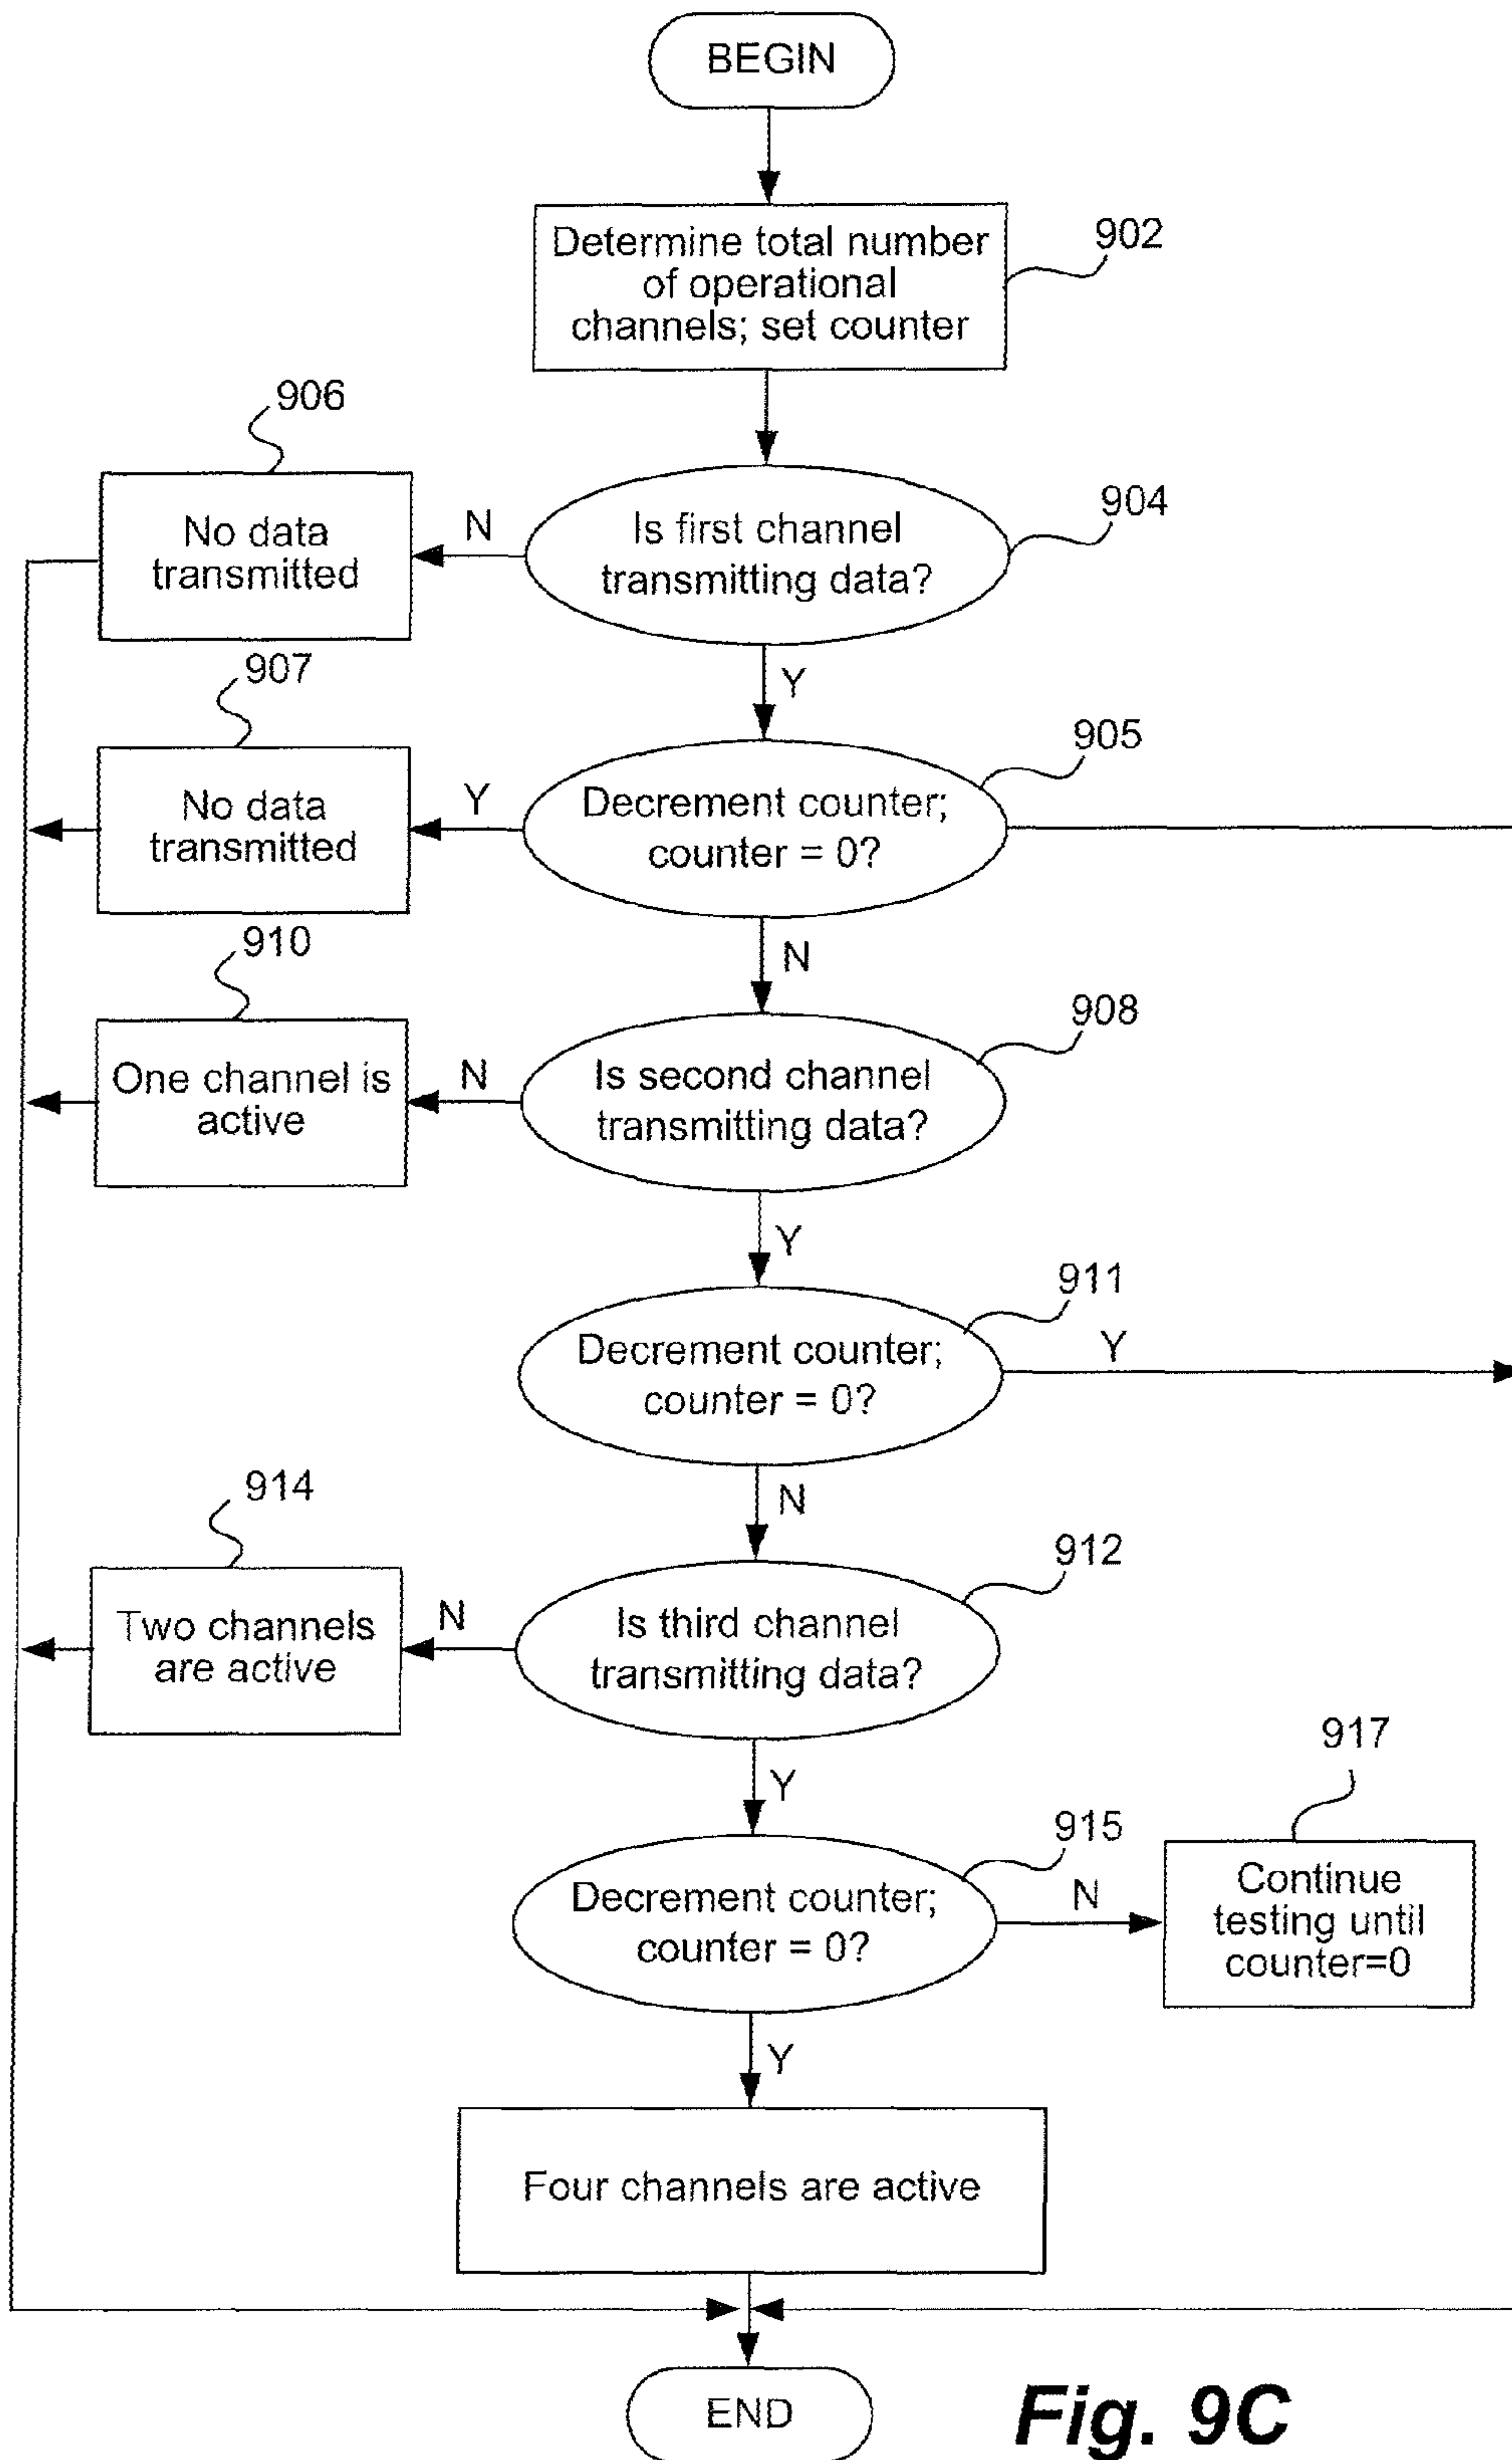 BEGIN
Determine total number
of operational
channels; set counter
902
906
No data
transmitted
N
Is first channel
transmitting data?
904
Y
907
No data
transmitted
Y
Decrement counter;
counter = 0?
905
N
910
One channel is
active
N
Is second channel
transmitting data?
908
Y
Decrement counter;
counter = 0?
911
Y
N
914
Two channels
are active
N
Is third channel
transmitting data?
912
Y
Decrement counter;
counter = 0?
915
N
917
Continue
testing until
counter=0
Y
Four channels are active
END
Fig. 9C